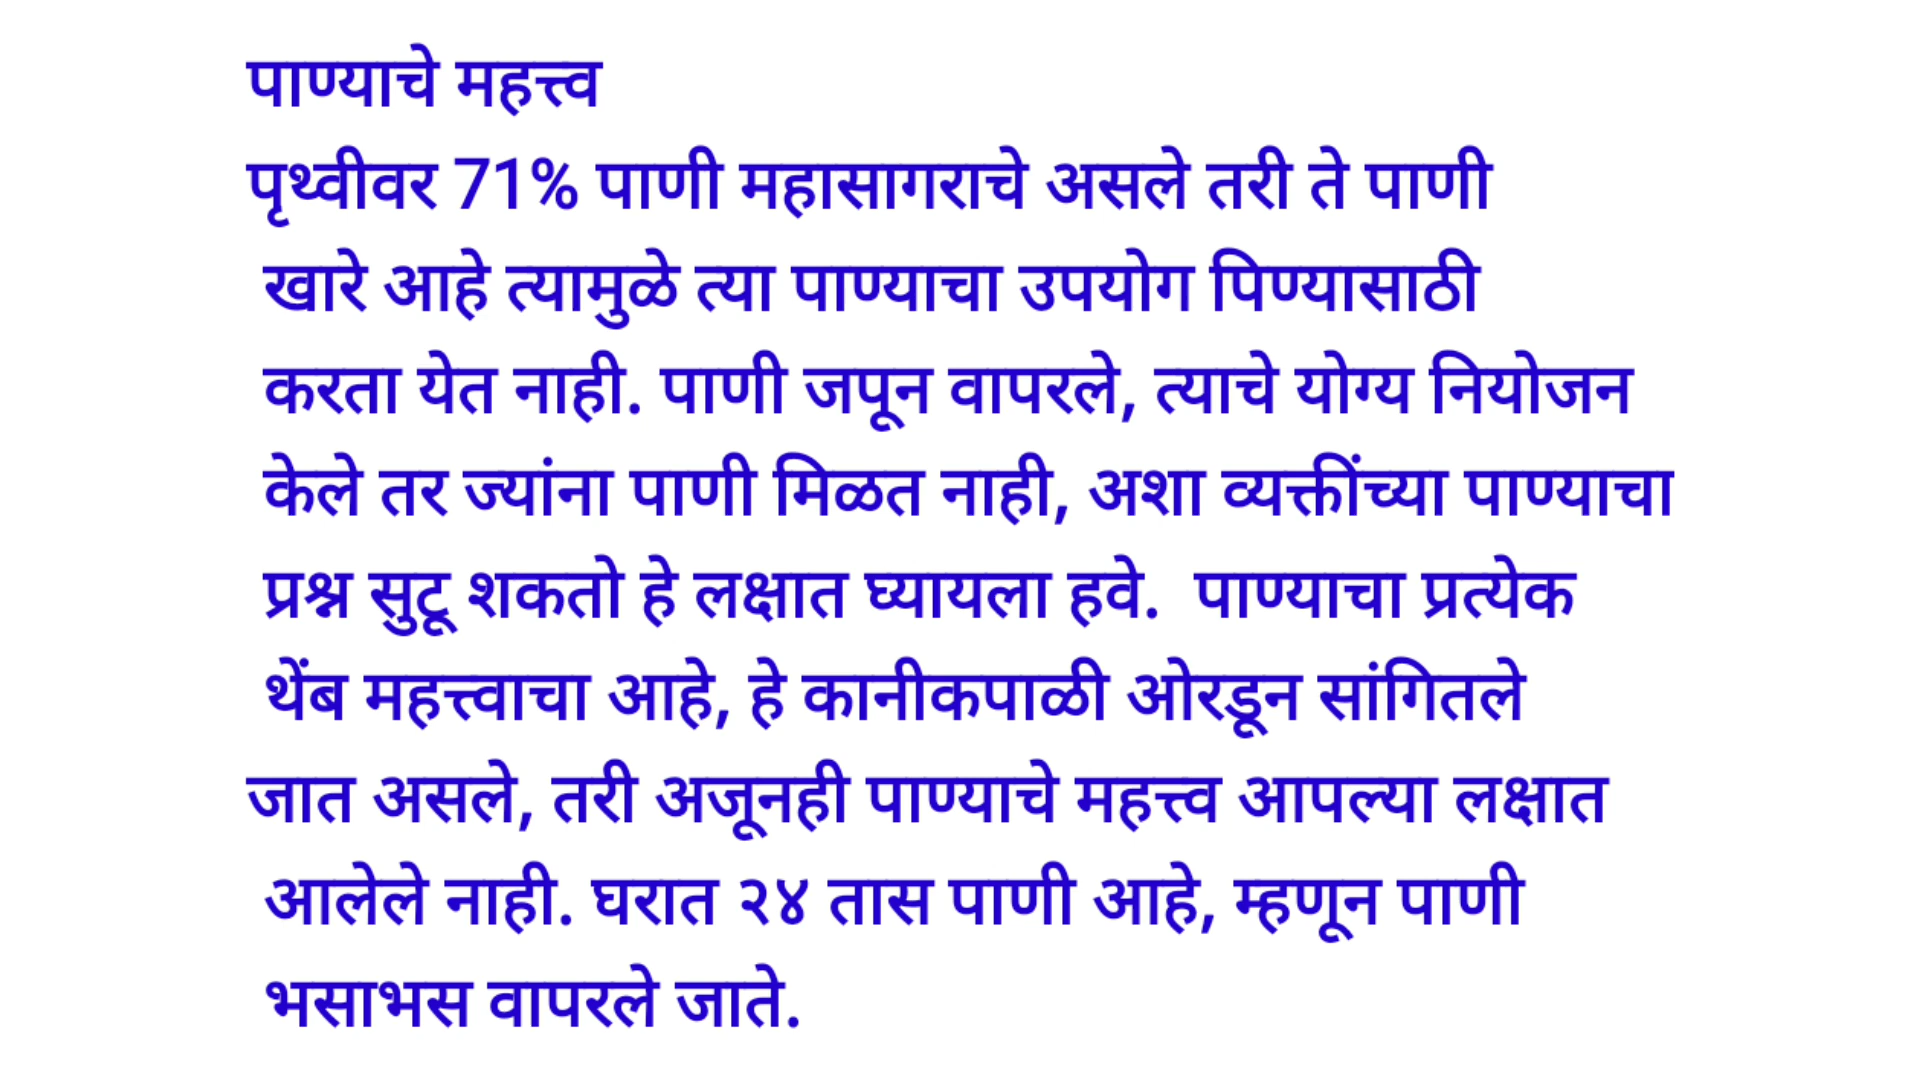 पाण्याचे महत्त्व
पृथ्वीवर 71% पाणी महासागराचे असले तरी ते पाणी
खारे आहे त्यामुळे त्या पाण्याचा उपयोग पिण्यासाठी
करता येत नाही. पाणी जपून वापरले, त्याचे योग्य नियोजन
केले तर ज्यांना पाणी मिळत नाही, अशा व्यक्तींच्या पाण्याचा
प्रश्न सुटू शकतो हे लक्षात घ्यायला हवे. पाण्याचा प्रत्येक
थेंब महत्त्वाचा आहे, हे कानीकपाळी ओरडून सांगितले
जात असले, तरी अजूनही पाण्याचे महत्त्व आपल्या लक्षात
आलेले नाही. घरात २४ तास पाणी आहे, म्हणून पाणी
भसाभस वापरले जाते.